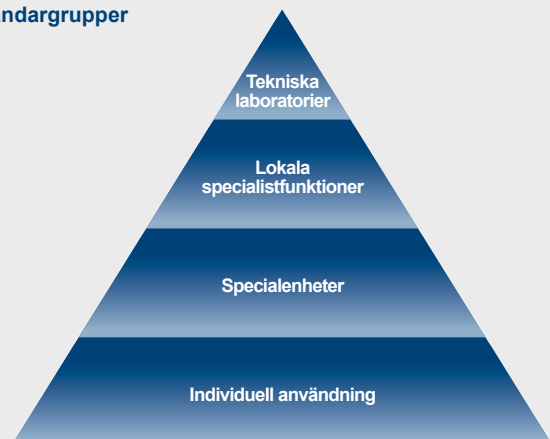 ndargrupper
Tekniska
laboratorier
Lokala
specialistfunktioner
Specialenheter
Individuell användning